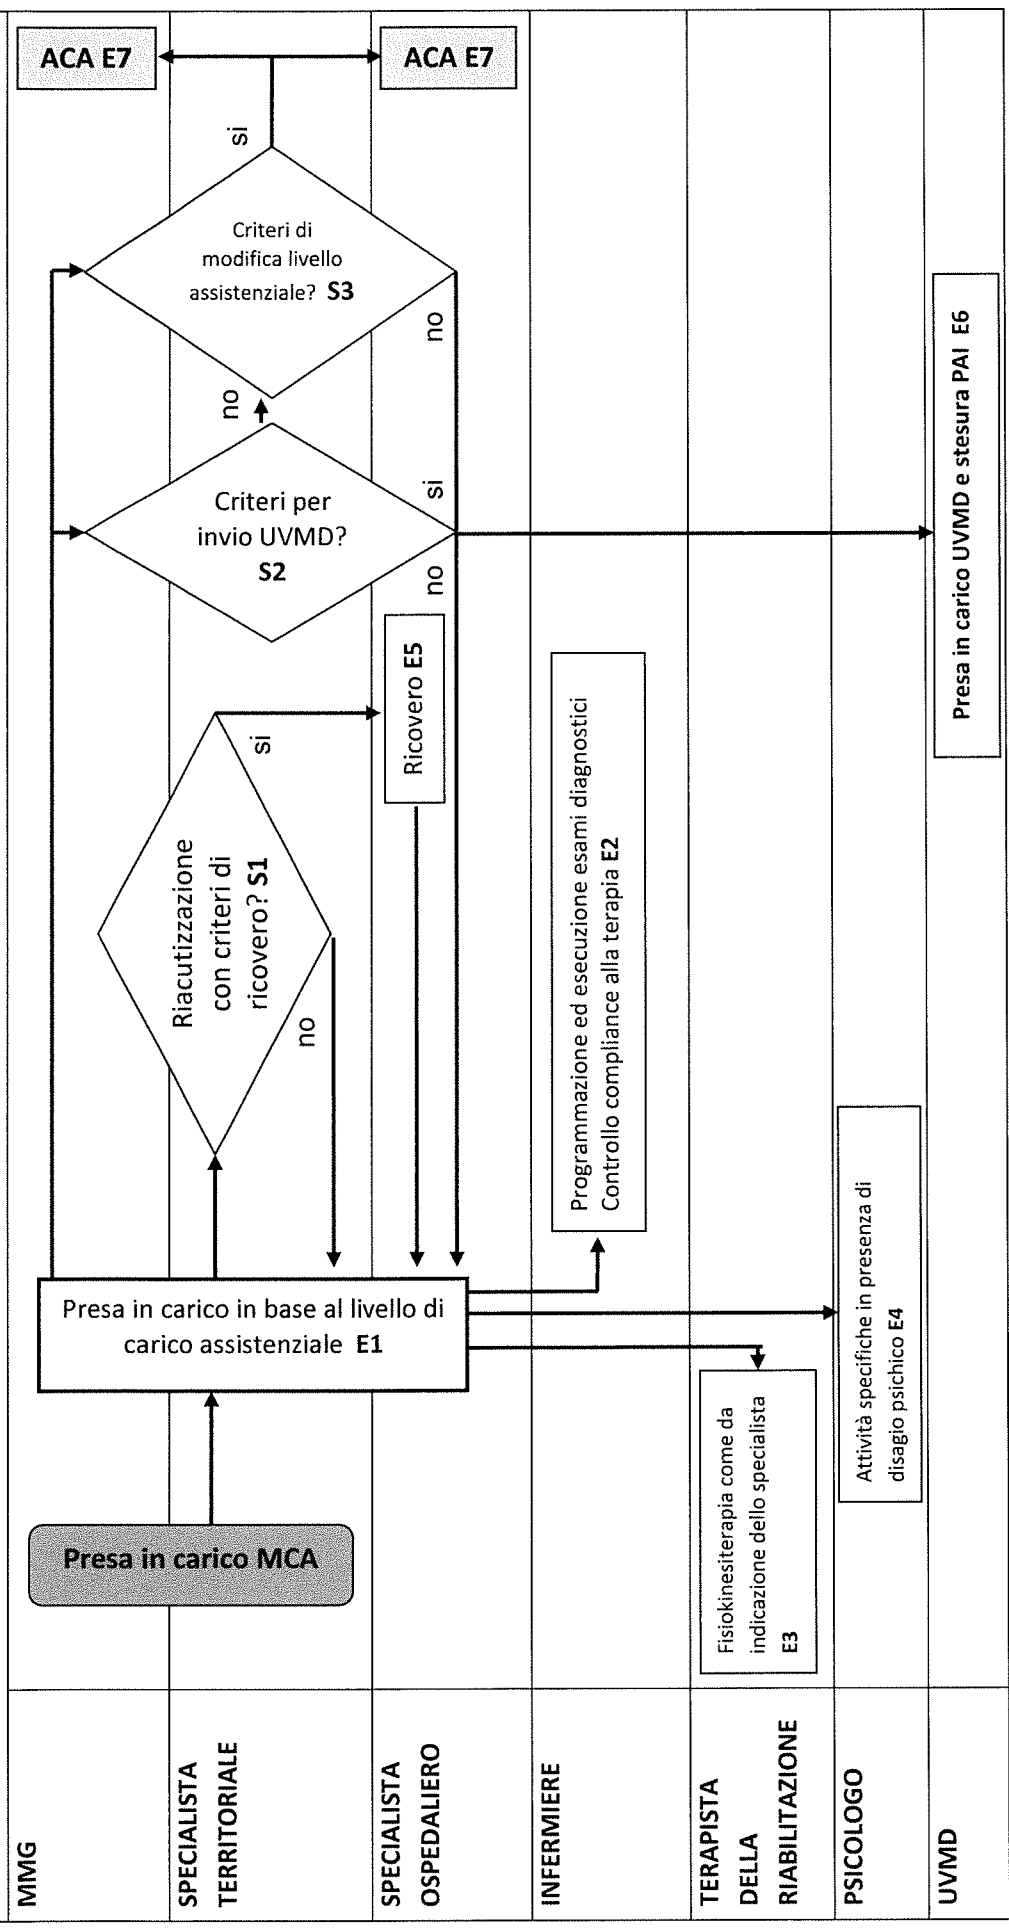 MMG
SPECIALISTA
TERRITORIALE
SPECIALISTA
OSPEDALIERO
INFERMIERE
TERAPISTA
DELLA
RIABILITAZIONE
PSICOLOGO
UVMD
Presa in carico MCA
Presa in carico in base al livello di
carico assistenziale E1
Riacutizzazione
con criteri di
ricovero? S1
no
si
Ricovero E5
Criteri per
invio UVMD?
S2
no
si
no
Criteri di
modifica livello
assistenziale? S3
no
si
ACA E7
ACA E7
Programmazione ed esecuzione esami diagnostici
Controllo compliance alla terapia E2
Fisiokinesiterapia come da
indicazione dello specialista
E3
Attività specifiche in presenza di
disagio psichico E4
Presa in carico UVMD e stesura PAI E6